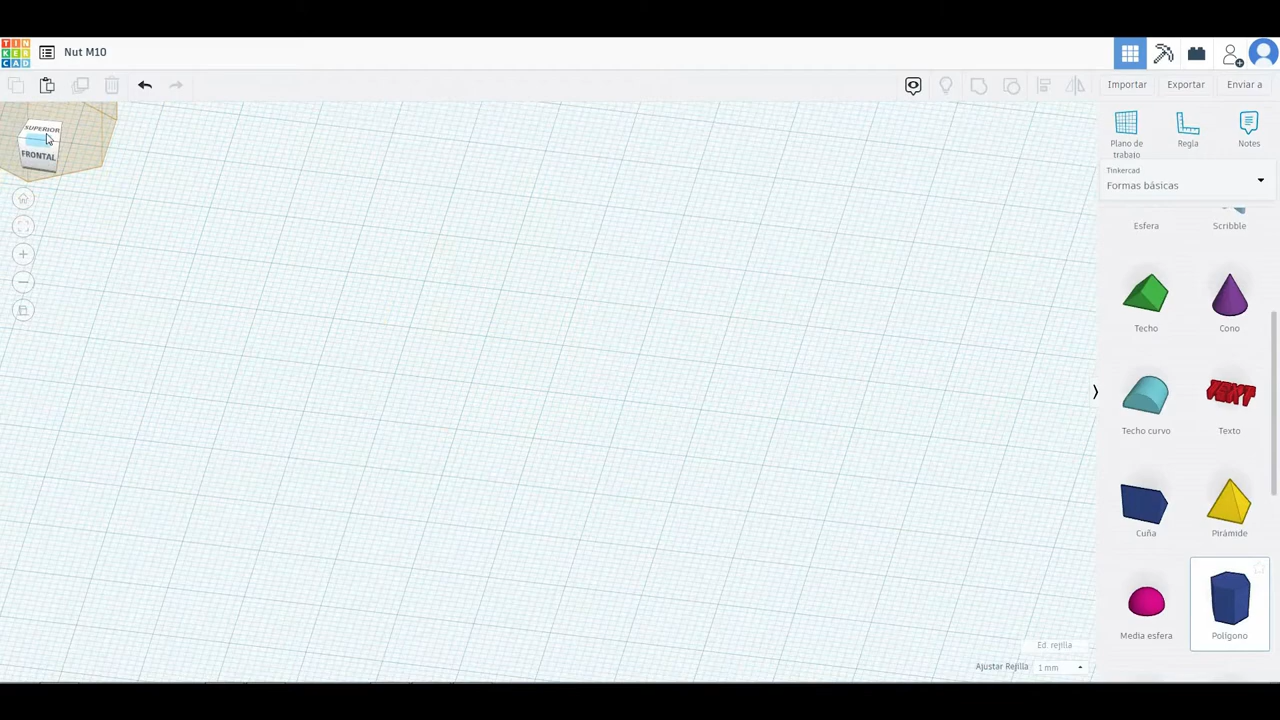 TIN
KER
CAD
Nut M10
Importar
Exportar
Enviar a
SUPERIOR
FRONTAL
Plano de
trabajo
Regla
Notes
Tinkercad
Formas básicas
Esfera
Scribble
Techo
Cono
TEXT
Techo curvo
Texto
Cuña
Pirámide
Media esfera
Polígono
Ed. rejilla
Ajustar Rejilla
1 mm